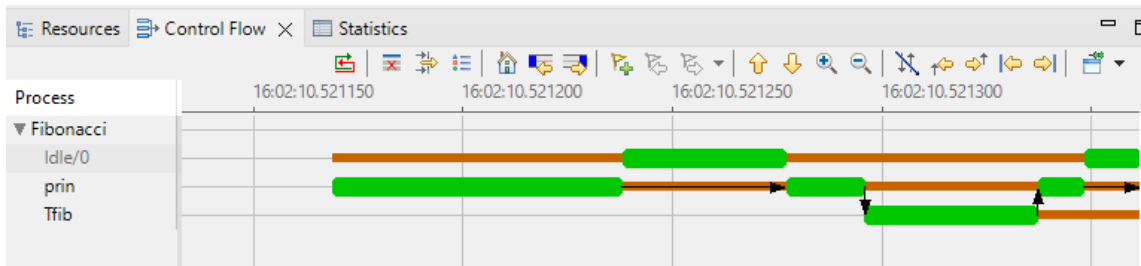 Resources Control Flow Statistics
16:02:10.521150 16:02:10.521200 16:02:10.521250 16:02:10.521300
Process
Fibonacci
Idle/0
prin
Tfib